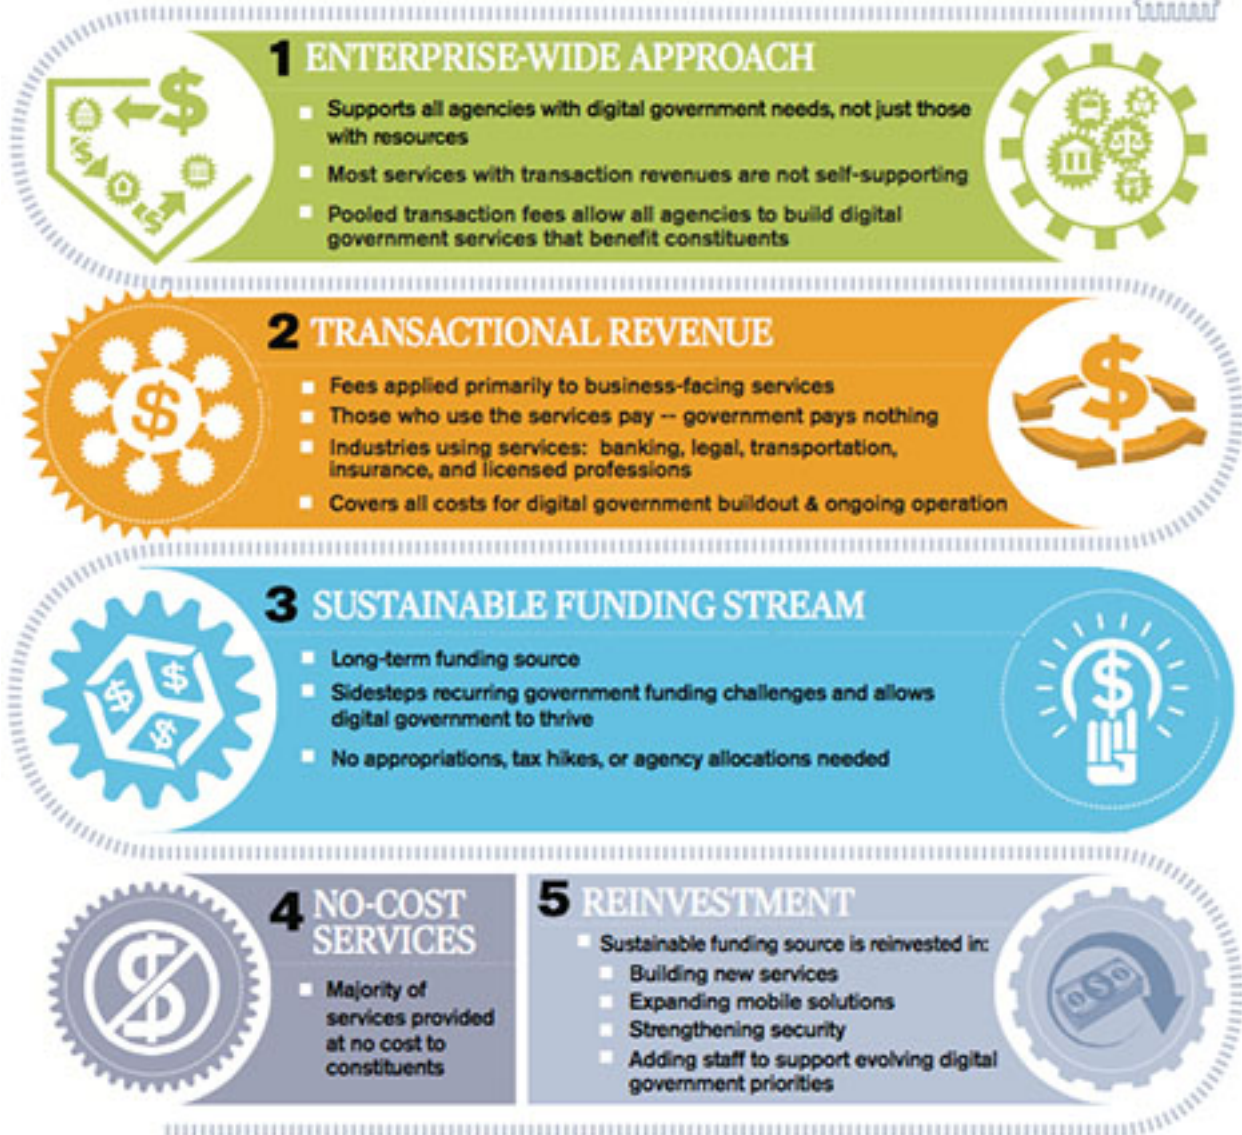 1 ENTERPRISE-WIDE APPROACH
Supports all agencies with digital government needs, not just those
with resources
Most services with transaction revenues are not self-supporting
Pooled transaction fees allow all agencies to build digital
government services that benefit constituents
2 TRANSACTIONAL REVENUE
Fees applied primarily to business-facing services
Those who use the services pay -- government pays nothing
Industries using services: banking, legal, transportation,
insurance, and licensed professions
Covers all costs for digital government buildout & ongoing operation
3 SUSTAINABLE FUNDING STREAM
Long-term funding source
Sidesteps recurring government funding challenges and allows
digital government to thrive
No appropriations, tax hikes, or agency allocations needed
4 NO-COST
SERVICES
Majority of
services provided
at no cost to
constituents
5 REINVESTMENT
Sustainable funding source is reinvested in:
Building new services
Expanding mobile solutions
Strengthening security
Adding staff to support evolving digital
government priorities